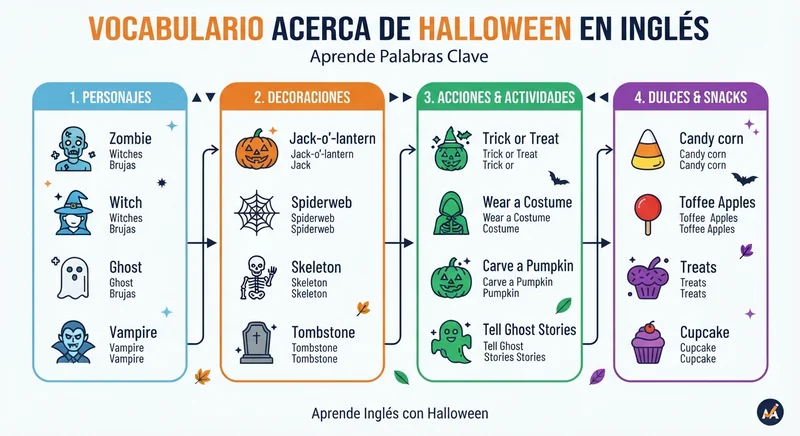 VOCABULARIO ACERCA DE HALLOWEEN EN INGLÉS
Aprende Palabras Clave
1. PERSONAJES
Zombie
Witches
Brujas
Witch
Witches
Brujas
Ghost
Ghost
Brujas
Vampire
Vampire
Vampire
2. DECORACIONES
Jack-o'-lantern
Jack-o'-lantern
Jack
Spiderweb
Spiderweb
Spiderweb
Skeleton
Skeleton
Skeleton
Tombstone
Tombstone
Tombstone
3. ACCIONES & ACTIVIDADES
Trick or Treat
Trick or Treat
Trick or
Wear a Costume
Wear a Costume
Costume
Carve a Pumpkin
Carve a Pumpkin
Pumpkin
Tell Ghost Stories
Tell Ghost
Stories Stories
4. DULCES & SNACKS
Candy corn
Candy corn
Candy corn
Toffee Apples
Toffee Apples
Toffee Apples
Treats
Treats
Treats
Cupcake
Cupcake
Cupcake
Aprende Inglés con Halloween